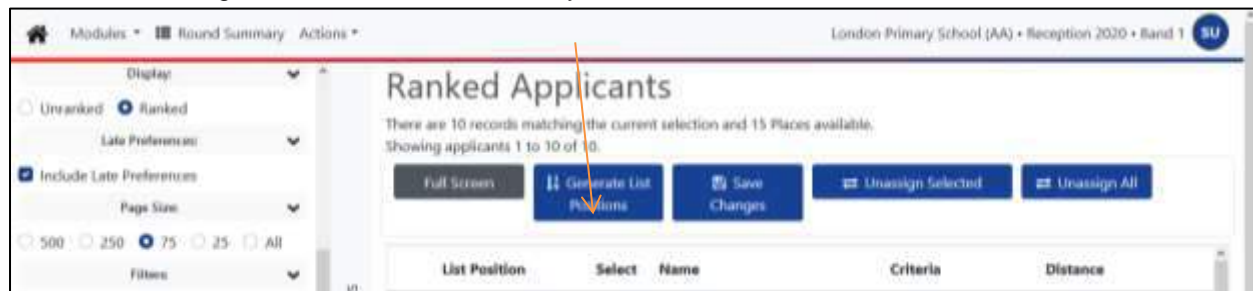 Modules Round Summary Actions London Primary School (AA) • Reception 2020 • Band 1 SU
Display:
Unranked Ranked
Late Preferences:
Include Late Preferences
Page Size:
500 250 75 25 All
Filters:
Ranked Applicants
There are 10 records matching the current selection and 15 Places available.
Showing applicants 1 to 10 of 10.
Full Screen Generate List Positions Save Changes Unassign Selected Unassign All
List Position Select Name Criteria Distance